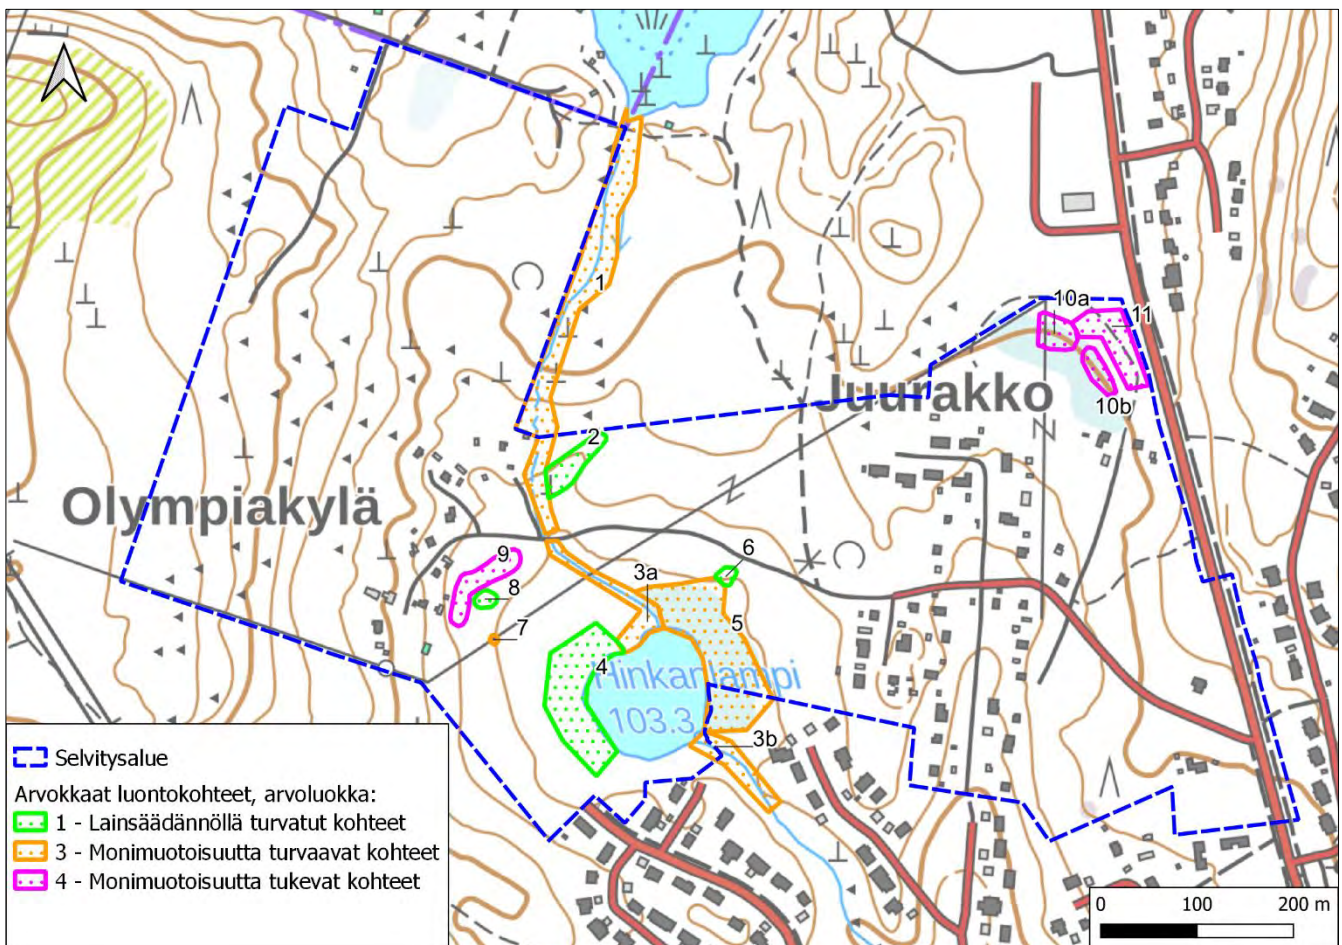 1
2
10a
11
10b
Juurakko
Olympiakylä
9
8
7
6
3a
5
4
Hinkanlampi
103.3
3b
Selvitysalue
Arvokkaat luontokohteet, arvoluokka:
1 - Lainsäädännöllä turvatut kohteet
3 - Monimuotoisuutta turvaavat kohteet
4 - Monimuotoisuutta tukevat kohteet
0 100 200 m